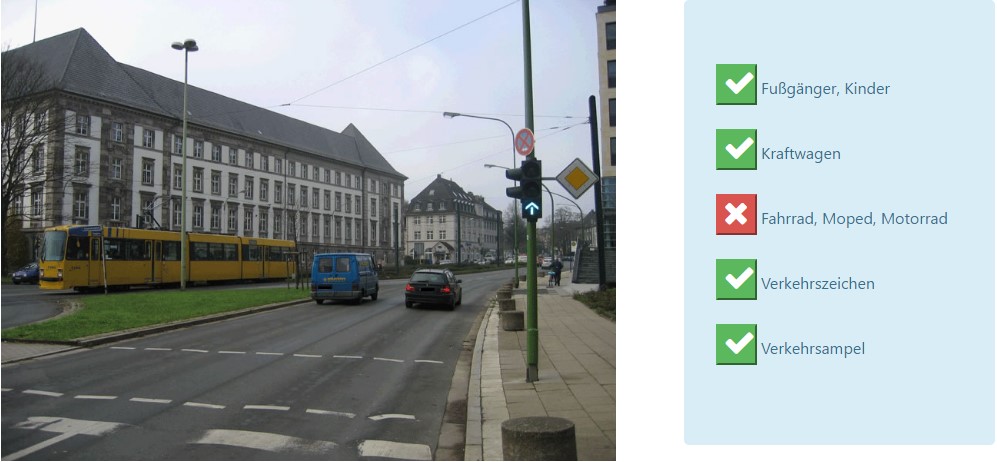 Fußgänger, Kinder
Kraftwagen
Fahrrad, Moped, Motorrad
Verkehrszeichen
Verkehrsampel